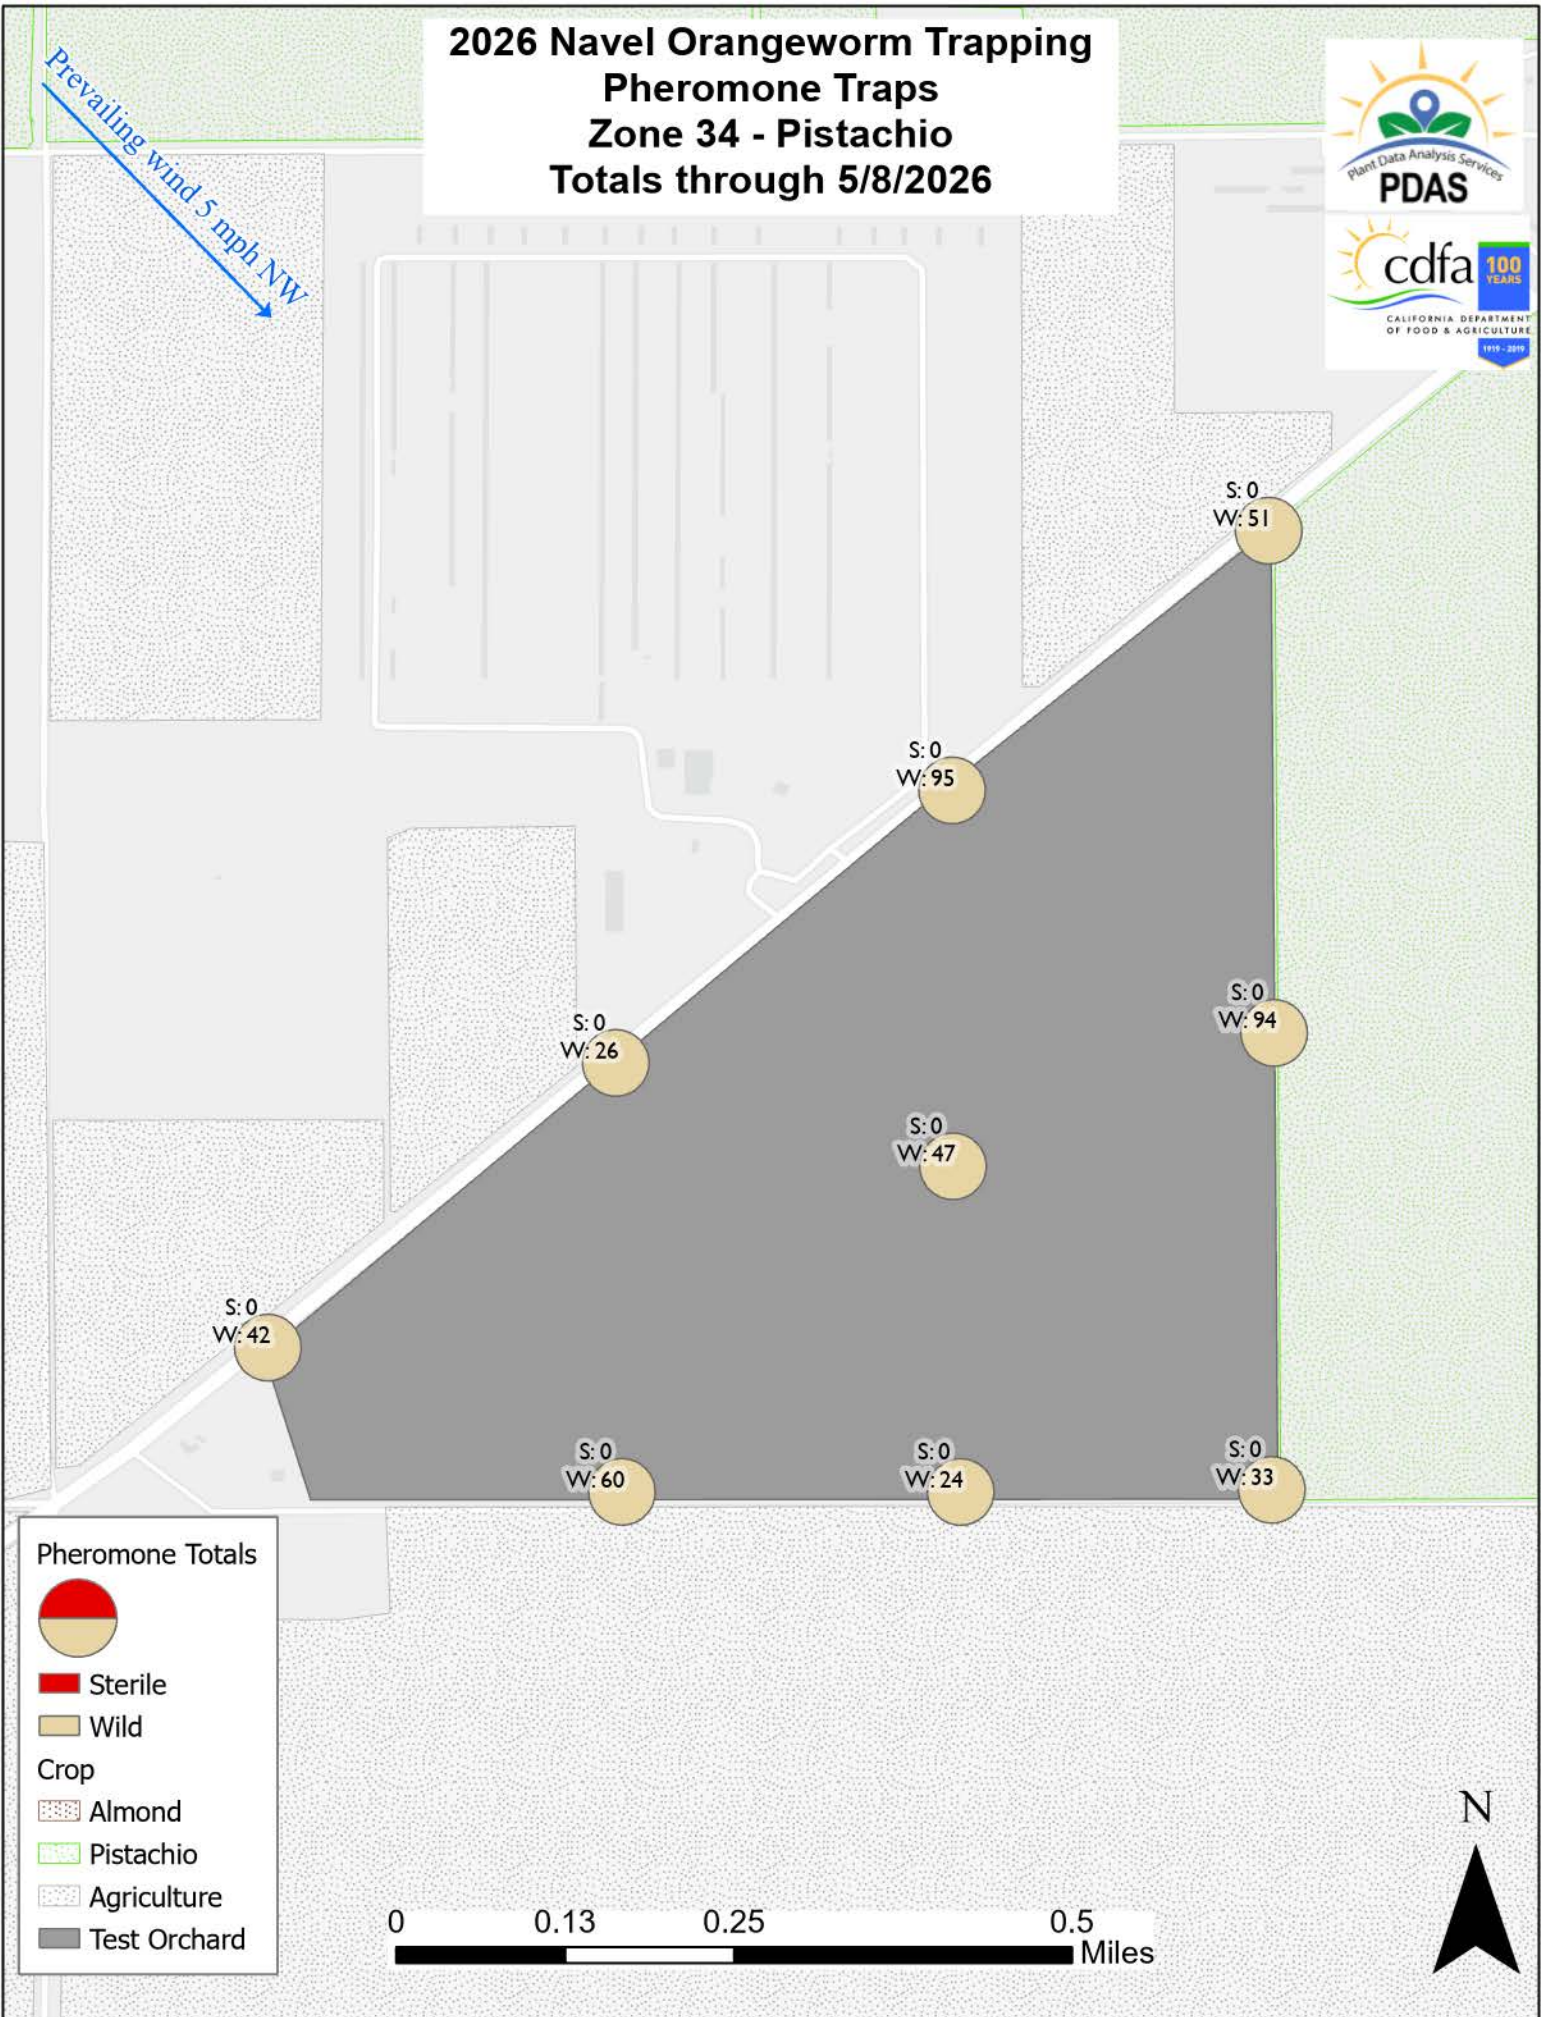 2026 Navel Orangeworm Trapping
Pheromone Traps
Zone 34 - Pistachio
Totals through 5/8/2026
Prevailing wind 5 mph NW
Plant Data Analysis Services
PDAS
cdfa
100
YEARS
CALIFORNIA DEPARTMENT
OF FOOD & AGRICULTURE
1919 - 2019
S: 0
W: 51
S: 0
W: 95
S: 0
W: 94
S: 0
W: 26
S: 0
W: 47
S: 0
W: 42
S: 0
W: 60
S: 0
W: 24
S: 0
W: 33
Pheromone Totals
Sterile
Wild
Crop
Almond
Pistachio
Agriculture
Test Orchard
0 0.13 0.25 0.5
Miles
N